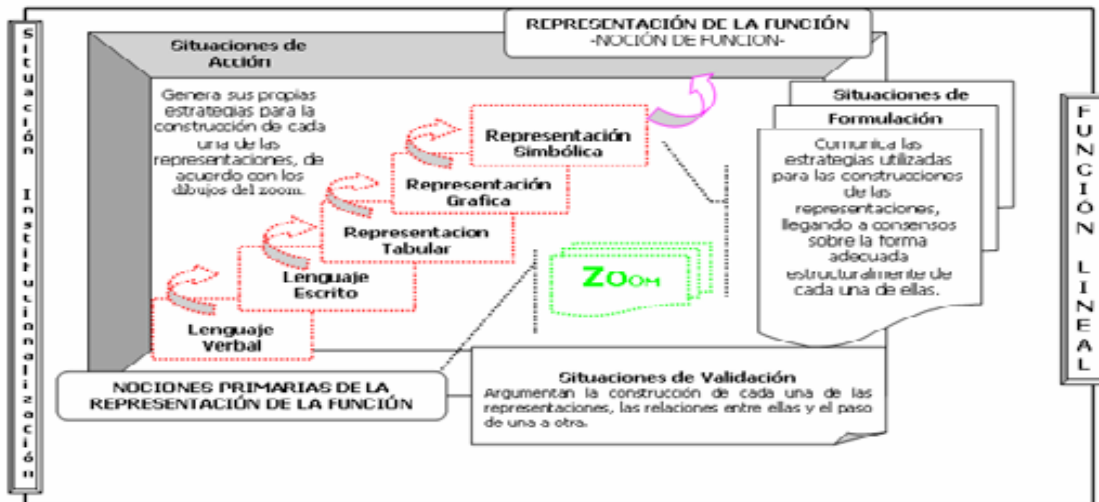 Situación Institucionalización
REPRESENTACIÓN DE LA FUNCIÓN
-NOCIÓN DE FUNCION-
Situaciones de
Acción
Genera sus propias
estrategias para la
construcción de cada
una de las
representaciones, de
acuerdo con los
dibujos del zoom.
Representación
Simbólica
Representación
Grafica
Representacion
Tabular
Lenguaje
Escrito
Lenguaje
Verbal
ZOOM
Situaciones de
Formulación
Comunica las
estrategias utilizadas
para las construcciones
de las
representaciones,
llegando a consensos
sobre la forma
adecuada
estructuralmente de
cada una de ellas.
FUNCIÓN LINEAL
NOCIONES PRIMARIAS DE LA
REPRESENTACIÓN DE LA FUNCIÓN
Situaciones de Validación
Argumentan la construcción de cada una de las
representaciones, las relaciones entre ellas y el paso
de una a otra.